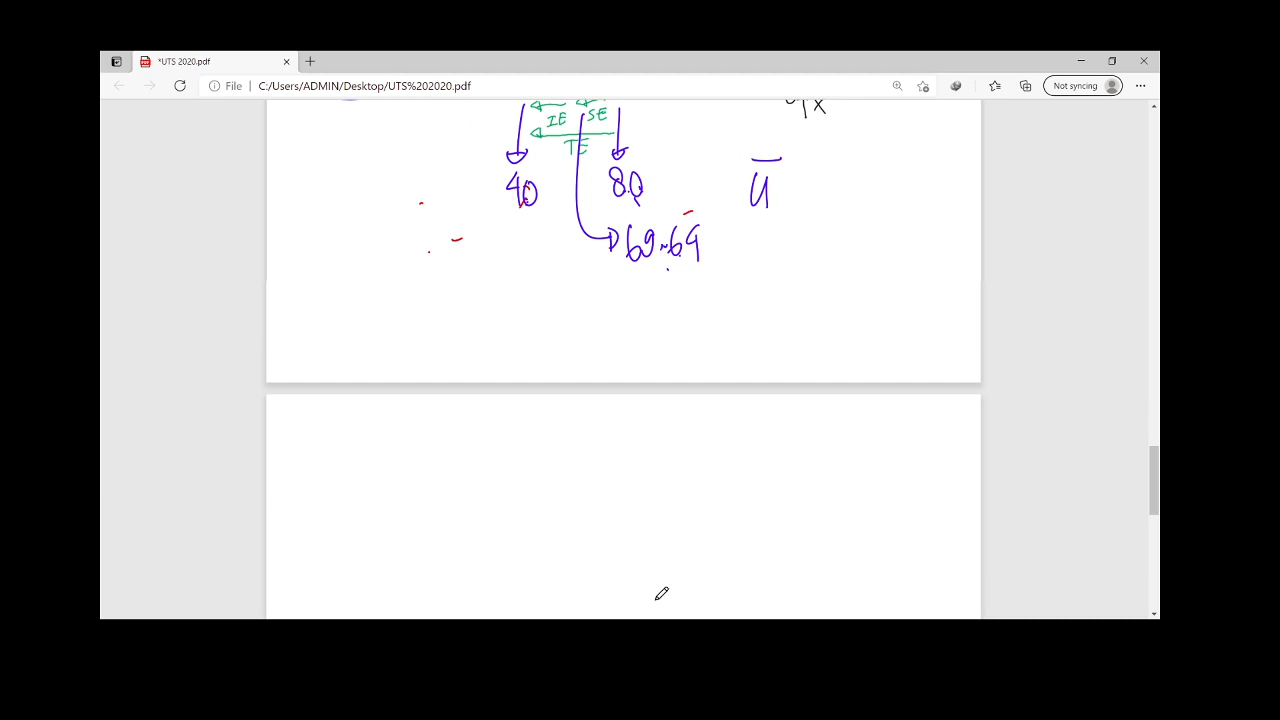 *UTS 2020.pdf
File C:/Users/ADMIN/Desktop/UTS%202020.pdf Not syncing
IE SE
TE
40 80 U
69.69